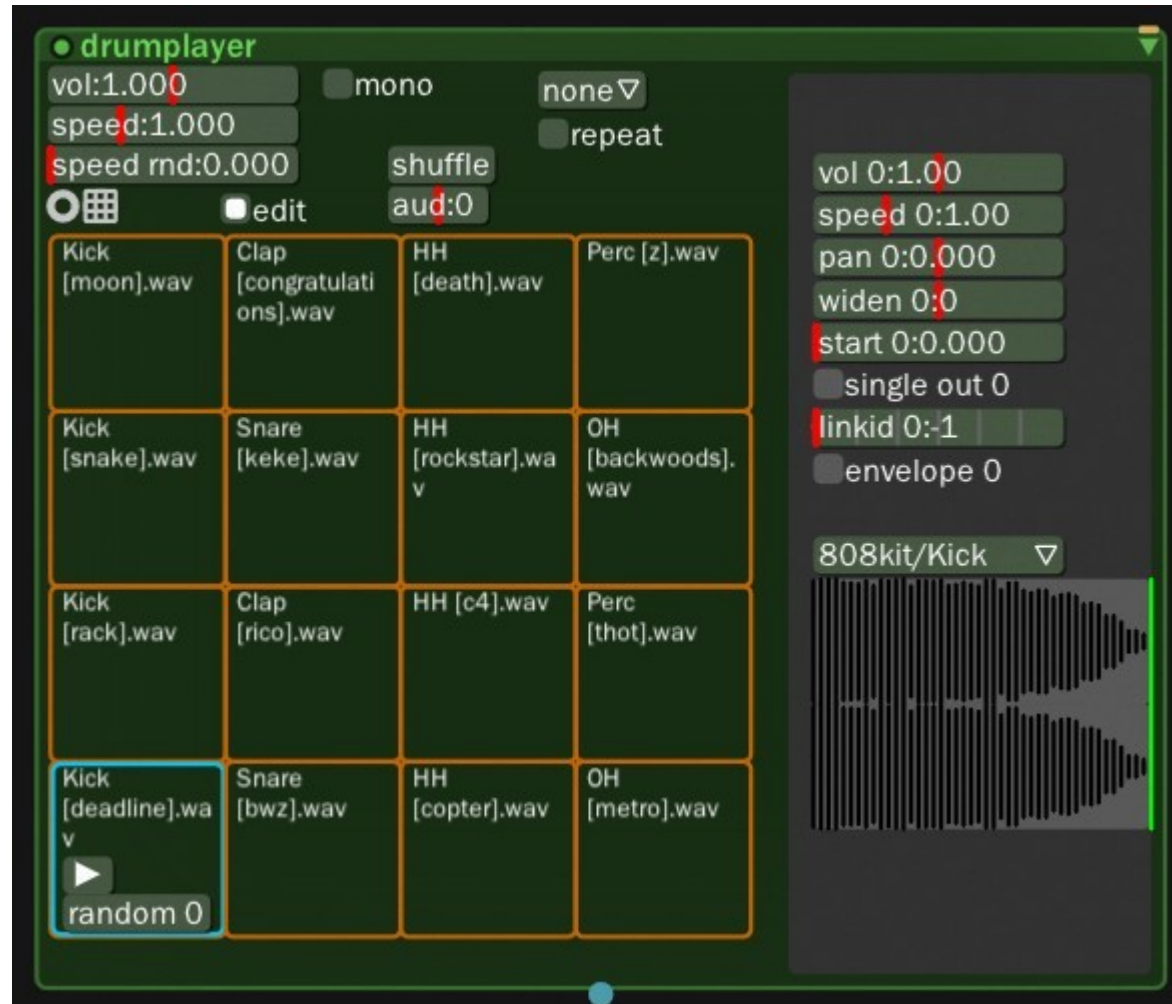 drumplayer
vol:1.000
mono
none
speed:1.000
repeat
speed rnd:0.000
shuffle
edit
aud:0
Kick
[moon].wav
Clap
[congratulati
ons].wav
HH
[death].wav
Perc [z].wav
Kick
[snake].wav
Snare
[keke].wav
HH
[rockstar].wa
v
OH
[backwoods].
wav
Kick
[rack].wav
Clap
[rico].wav
HH [c4].wav
Perc
[thot].wav
Kick
[deadline].wa
v
random 0
Snare
[bwz].wav
HH
[copter].wav
OH
[metro].wav
vol 0:1.00
speed 0:1.00
pan 0:0.000
widen 0:0
start 0:0.000
single out 0
linkid 0:-1
envelope 0
808kit/Kick